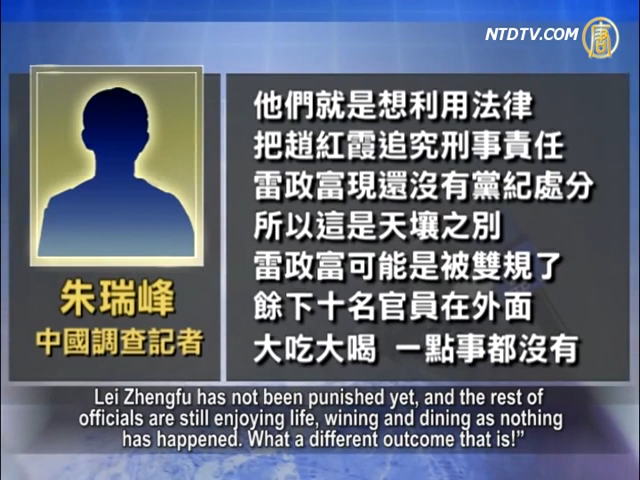 NTDTV.COM
唐
他們就是想利用法律
把趙紅霞追究刑事責任
雷政富現還沒有黨紀處分
所以這是天壤之別
雷政富可能是被雙規了
餘下十名官員在外面
大吃大喝 一點事都沒有
朱瑞峰
中國調查記者
Lei Zhengfu has not been punished yet, and the rest of
officials are still enjoying life, wining and dining as nothing
has happened. What a different outcome that is!”